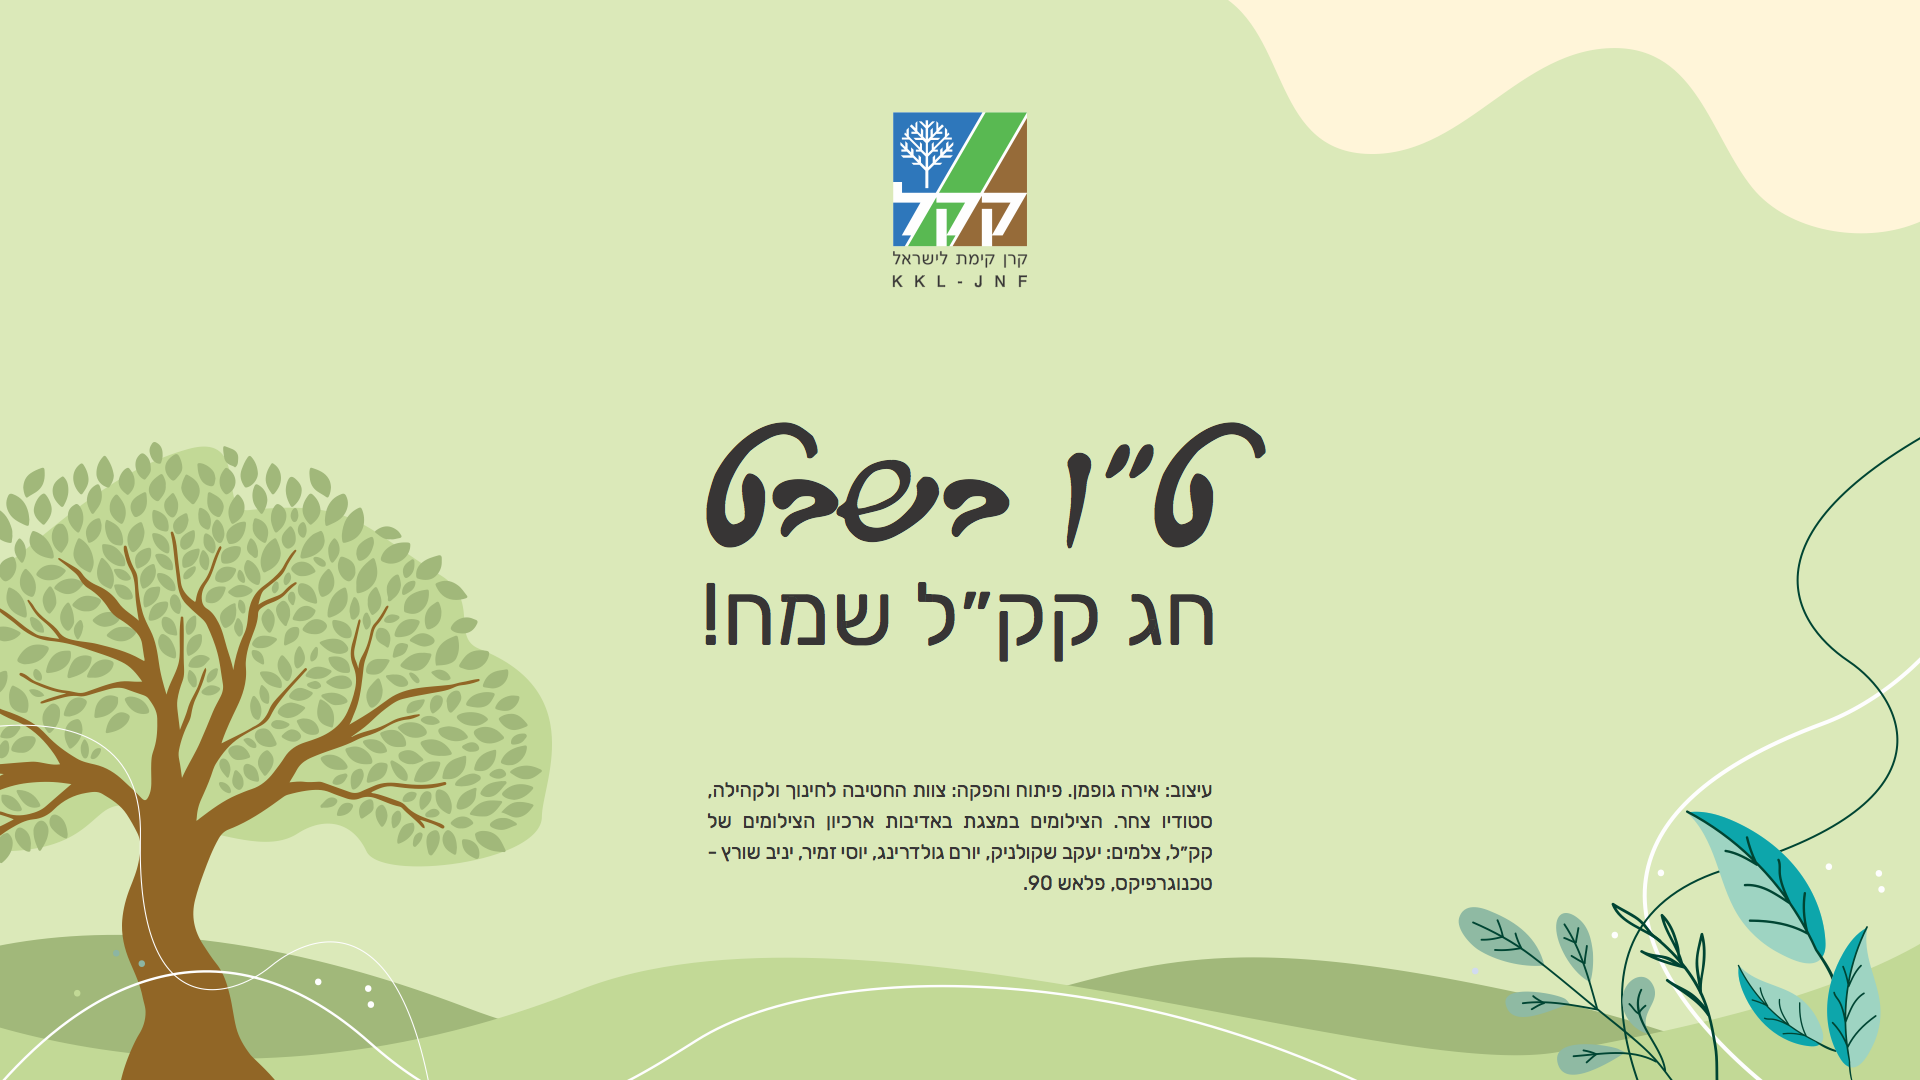 קקל
קרן קימת לישראל
KKL-JNF
ט"ו בשבט
חג קק"ל שמח!
עיצוב: אירה גופמן. פיתוח והפקה: צוות החטיבה לחינוך ולקהילה,
סטודיו צחר. הצילומים במצגת באדיבות ארכיון הצילומים של
קק"ל, צלמים: יעקב שקולניק, יורם גולדרינג, יוסי זמיר, יניב שורץ -
טכנוגרפיקס, פלאש 90.